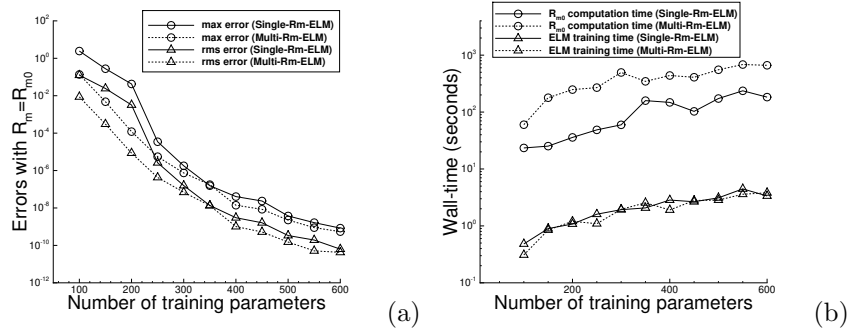 max error (Single-Rm-ELM)
max error (Multi-Rm-ELM)
rms error (Single-Rm-ELM)
rms error (Multi-Rm-ELM)
Errors with R_m=R_m0
10^2
10^0
10^-2
10^-4
10^-6
10^-8
10^-10
10^-12
100 200 300 400 500 600
Number of training parameters
(a)
R_m0 computation time (Single-Rm-ELM)
R_m0 computation time (Multi-Rm-ELM)
ELM training time (Single-Rm-ELM)
ELM training time (Multi-Rm-ELM)
Wall-time (seconds)
10^3
10^2
10^1
10^0
10^-1
200 400 600
Number of training parameters
(b)